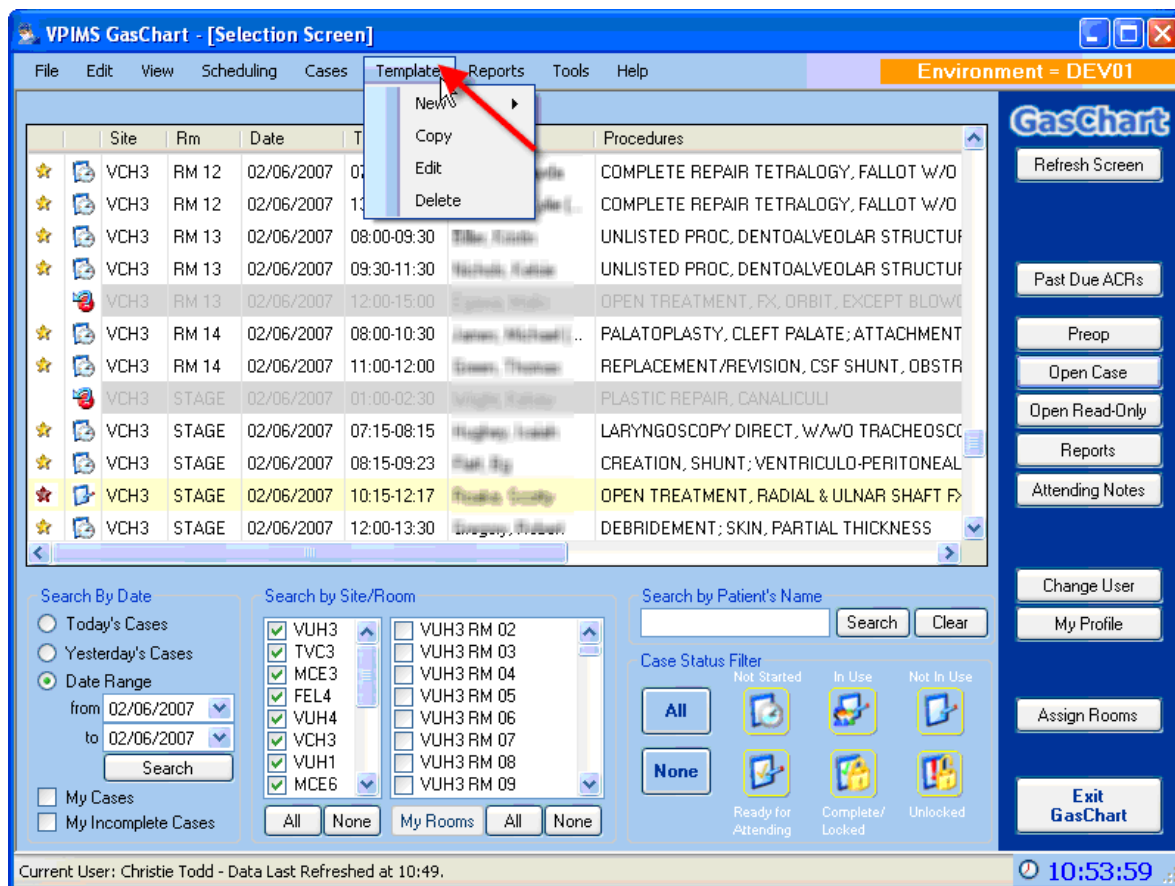 VPIMS GasChart - [Selection Screen]
File Edit View Scheduling Cases Template Reports Tools Help
Environment = DEV01
New
Copy
Edit
Delete
Site Rm Date T Procedures
VCH3 RM 12 02/06/2007 07 COMPLETE REPAIR TETRALOGY, FALLOT W/O
VCH3 RM 12 02/06/2007 13 COMPLETE REPAIR TETRALOGY, FALLOT W/O
VCH3 RM 13 02/06/2007 08:00-09:30 UNLISTED PROC, DENTOALVEOLAR STRUCTUR
VCH3 RM 13 02/06/2007 09:30-11:30 UNLISTED PROC, DENTOALVEOLAR STRUCTUR
VCH3 RM 13 02/06/2007 12:00-15:00 OPEN TREATMENT, FX, ORBIT, EXCEPT BLOWO
VCH3 RM 14 02/06/2007 08:00-10:30 PALATOPLASTY, CLEFT PALATE; ATTACHMENT
VCH3 RM 14 02/06/2007 11:00-12:00 REPLACEMENT/REVISION, CSF SHUNT, OBSTR
VCH3 STAGE 02/06/2007 01:00-02:30 PLASTIC REPAIR, CANALICULI
VCH3 STAGE 02/06/2007 07:15-08:15 LARYNGOSCOPY DIRECT, W/WO TRACHEOSCO
VCH3 STAGE 02/06/2007 08:15-09:23 CREATION, SHUNT; VENTRICULO-PERITONEAL
VCH3 STAGE 02/06/2007 10:15-12:17 OPEN TREATMENT, RADIAL & ULNAR SHAFT FX
VCH3 STAGE 02/06/2007 12:00-13:30 DEBRIDEMENT; SKIN, PARTIAL THICKNESS
GasChart
Refresh Screen
Past Due ACRs
Preop
Open Case
Open Read-Only
Reports
Attending Notes
Change User
My Profile
Assign Rooms
Exit
GasChart
Search By Date
Today's Cases
Yesterday's Cases
Date Range
from 02/06/2007
to 02/06/2007
Search
My Cases
My Incomplete Cases
Search by Site/Room
VUH3 VUH3 RM 02
TVC3 VUH3 RM 03
MCE3 VUH3 RM 04
FEL4 VUH3 RM 05
VUH4 VUH3 RM 06
VCH3 VUH3 RM 07
VUH1 VUH3 RM 08
MCE6 VUH3 RM 09
All None My Rooms All None
Search by Patient's Name
Search Clear
Case Status Filter
Not Started In Use Not In Use
All
None
Ready for Attending Complete/ Locked Unlocked
Current User: Christie Todd - Data Last Refreshed at 10:49.
10:53:59